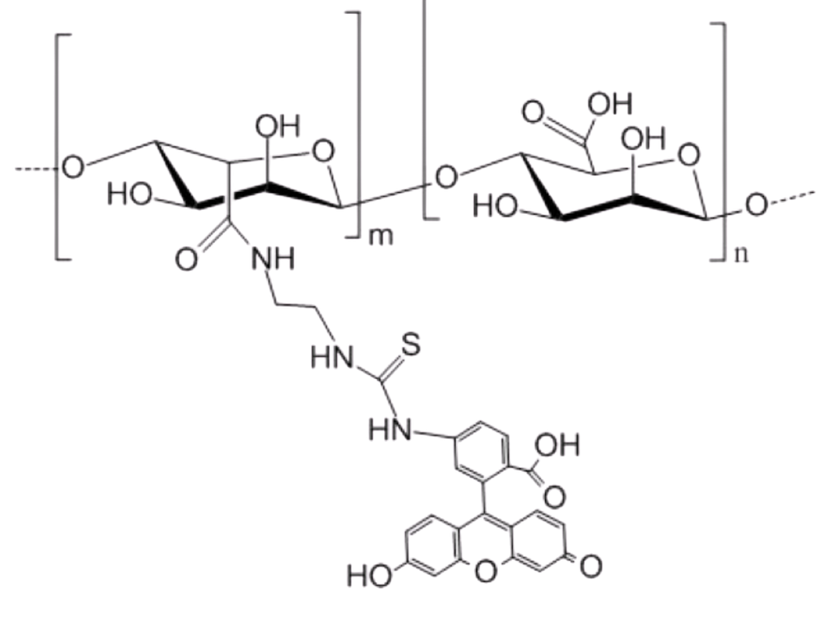 O OH
OH OH
O O
O HO O HO O
m n
O NH
HN S
HN OH
O
HO O O